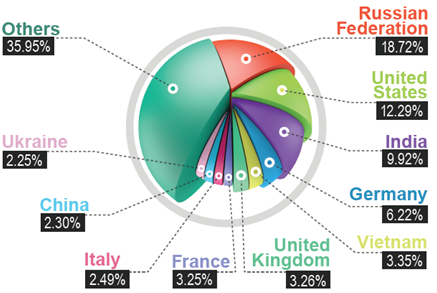 Others
35.95%
Russian
Federation
18.72%
United
States
12.29%
India
9.92%
Germany
6.22%
Vietnam
3.35%
United
Kingdom
3.26%
France
3.25%
Italy
2.49%
China
2.30%
Ukraine
2.25%